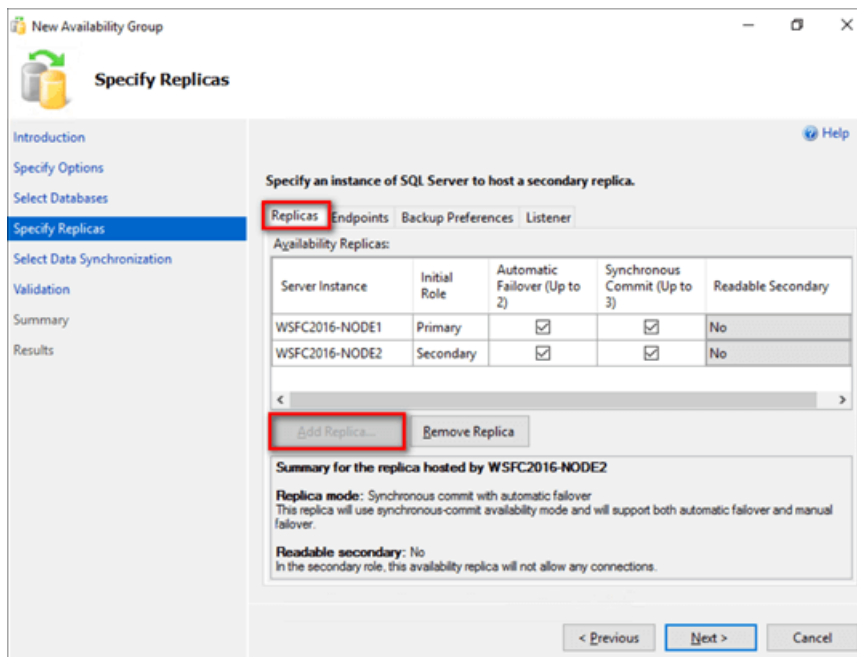 New Availability Group
Specify Replicas
Help
Introduction
Specify Options
Select Databases
Specify Replicas
Select Data Synchronization
Validation
Summary
Results
Specify an instance of SQL Server to host a secondary replica.
Replicas Endpoints Backup Preferences Listener
Availability Replicas:
Server Instance Initial Role Automatic Failover (Up to 2) Synchronous Commit (Up to 3) Readable Secondary
WSFC2016-NODE1 Primary No
WSFC2016-NODE2 Secondary No
Add Replica... Remove Replica
Summary for the replica hosted by WSFC2016-NODE2
Replica mode: Synchronous commit with automatic failover
This replica will use synchronous-commit availability mode and will support both automatic failover and manual
failover.
Readable secondary: No
In the secondary role, this availability replica will not allow any connections.
< Previous Next > Cancel